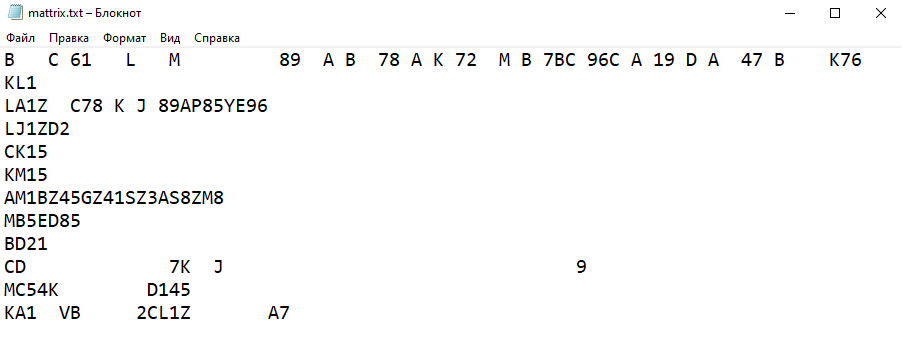 mattrix.txt – Блокнот
Файл Правка Формат Вид Справка
B   C 61   L   M         89  A B  78 A K 72  M B 7BC 96C A 19 D A  47 B    K76
KL1
LA1Z  C78 K J 89AP85YE96
LJ1ZD2
CK15
KM15
AM1BZ45GZ41SZ3AS8ZM8
MB5ED85
BD21
CD             7K  J                                9
MC54K        D145
KA1  VB     2CL1Z       A7